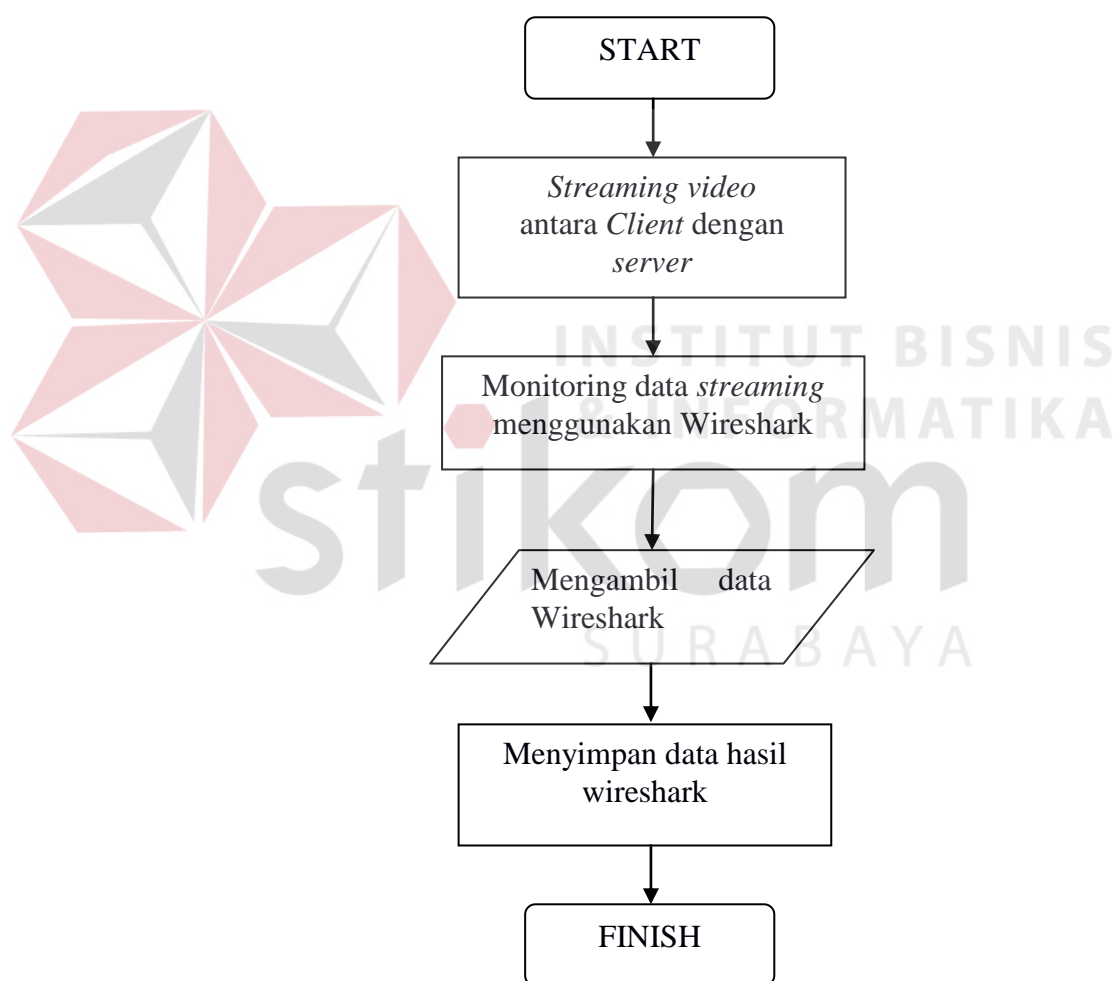 START
Streaming video
antara Client dengan
server
INSTITUT BISNIS
Monitoring data streaming
& INFORMATIKA
menggunakan Wireshark
stikom
Mengambil data
Wireshark
SURABAYA
Menyimpan data hasil
wireshark
FINISH